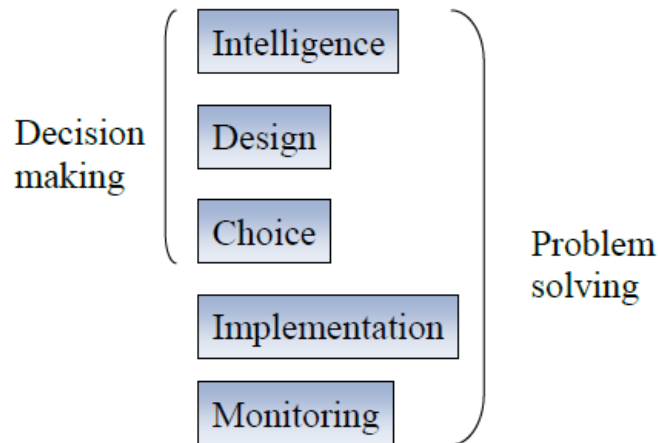 Intelligence
Decision
making
Design
Choice
Problem
solving
Implementation
Monitoring